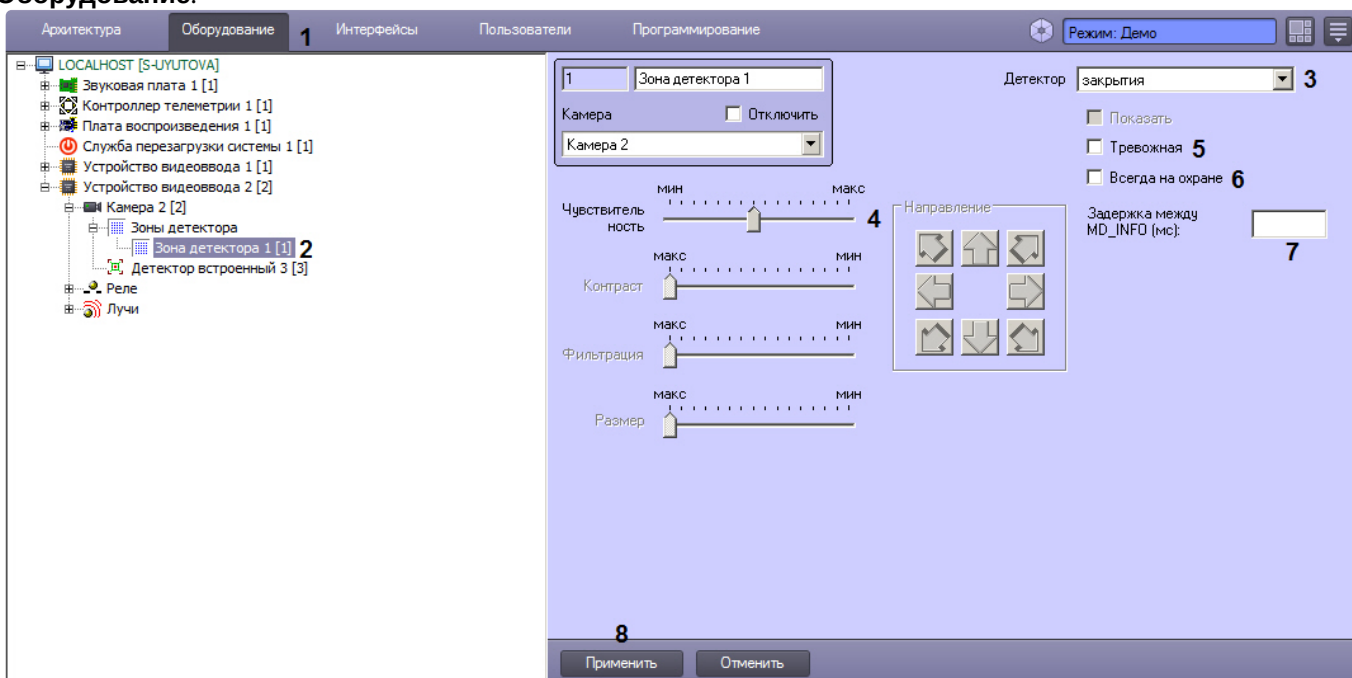 Оборудование.
Архитектура Оборудование 1 Интерфейсы Пользователи Программирование Режим: Демо
LOCALHOST [S-UYUTOVA]
Звуковая плата 1 [1]
Контроллер телеметрии 1 [1]
Плата воспроизведения 1 [1]
Служба перезагрузки системы 1 [1]
Устройство видеоввода 1 [1]
Устройство видеоввода 2 [2]
Камера 2 [2]
Зоны детектора
Зона детектора 1 [1] 2
Детектор встроенный 3 [3]
Реле
Лучи
1 Зона детектора 1
Камера Отключить
Камера 2
Детектор закрытия 3
Показать
Тревожная 5
Всегда на охране 6
Задержка между
MD_INFO (мс):
7
мин макс
Чувствитель
ность
4
макс мин
Контраст
макс мин
Фильтрация
макс мин
Размер
Направление
8
Применить Отменить